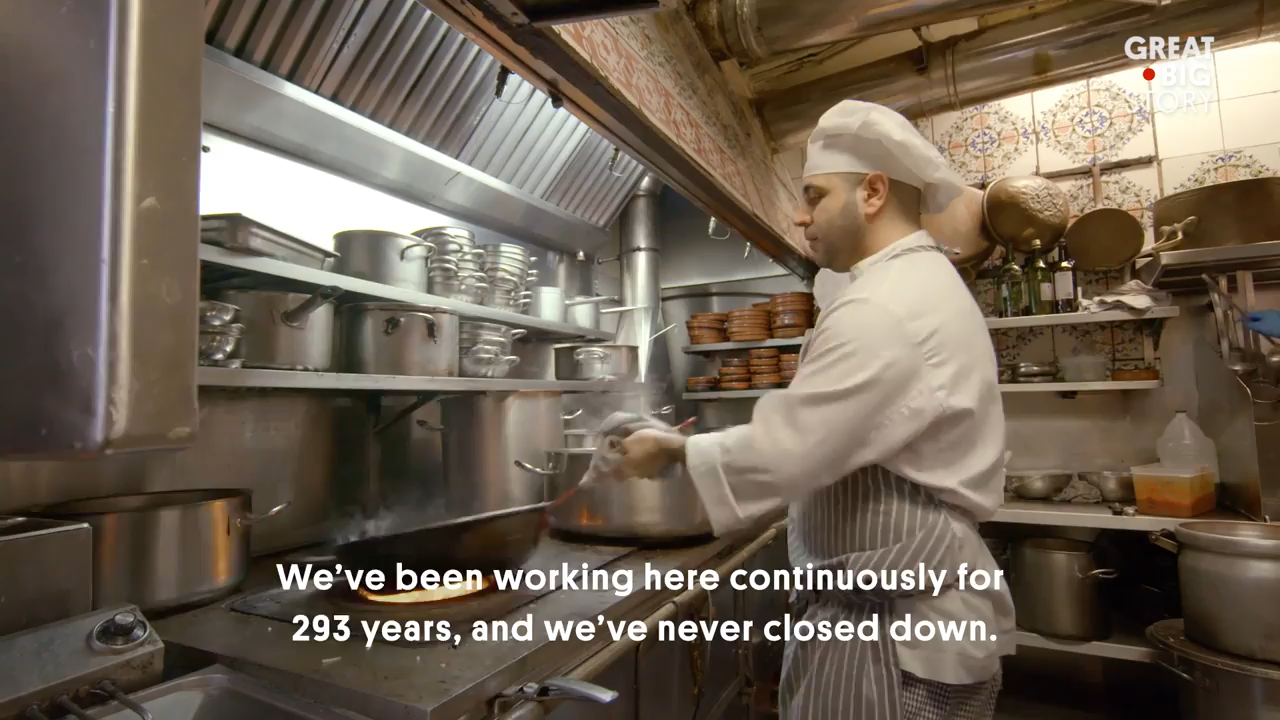 GREAT
BIG
STORY
We've been working here continuously for
293 years, and we've never closed down.